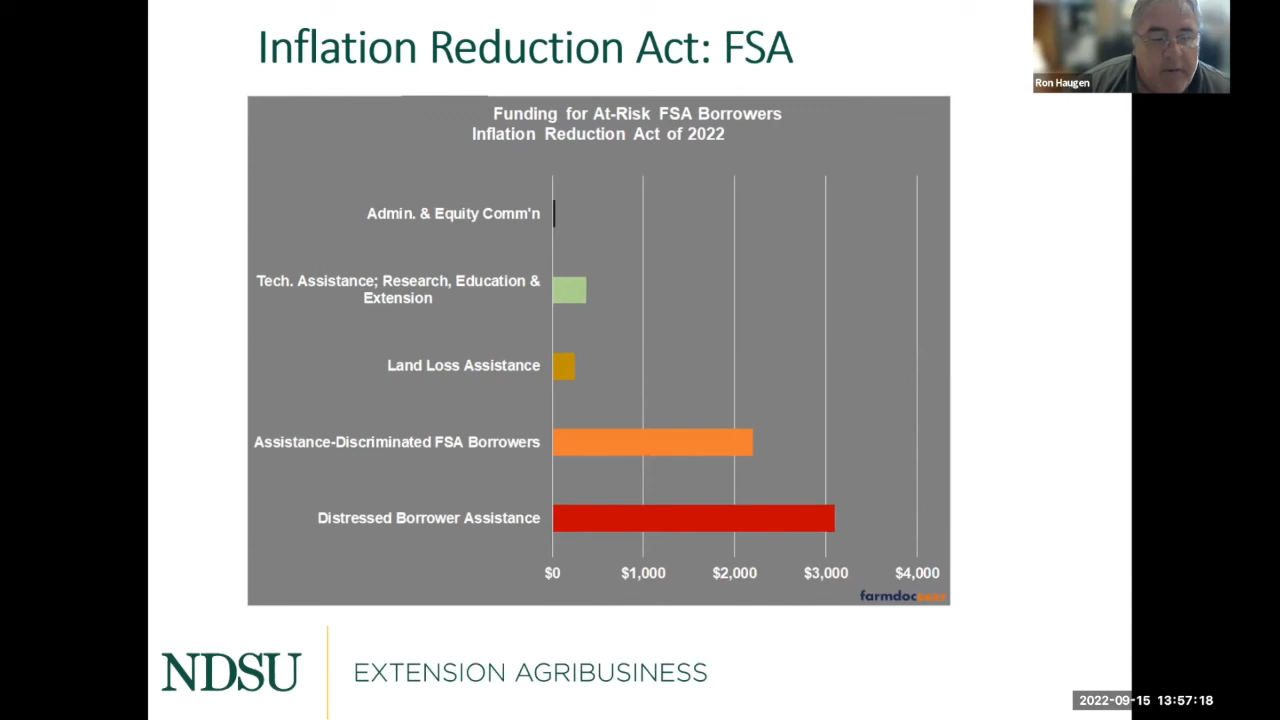 Inflation Reduction Act: FSA
Ron Haugen
Funding for At-Risk FSA Borrowers
Inflation Reduction Act of 2022
Admin. & Equity Comm'n
Tech. Assistance; Research, Education &
Extension
Land Loss Assistance
Assistance-Discriminated FSA Borrowers
Distressed Borrower Assistance
$0 $1,000 $2,000 $3,000 $4,000
farmdoc
NDSU
EXTENSION AGRIBUSINESS
2022-09-15 13:57:18